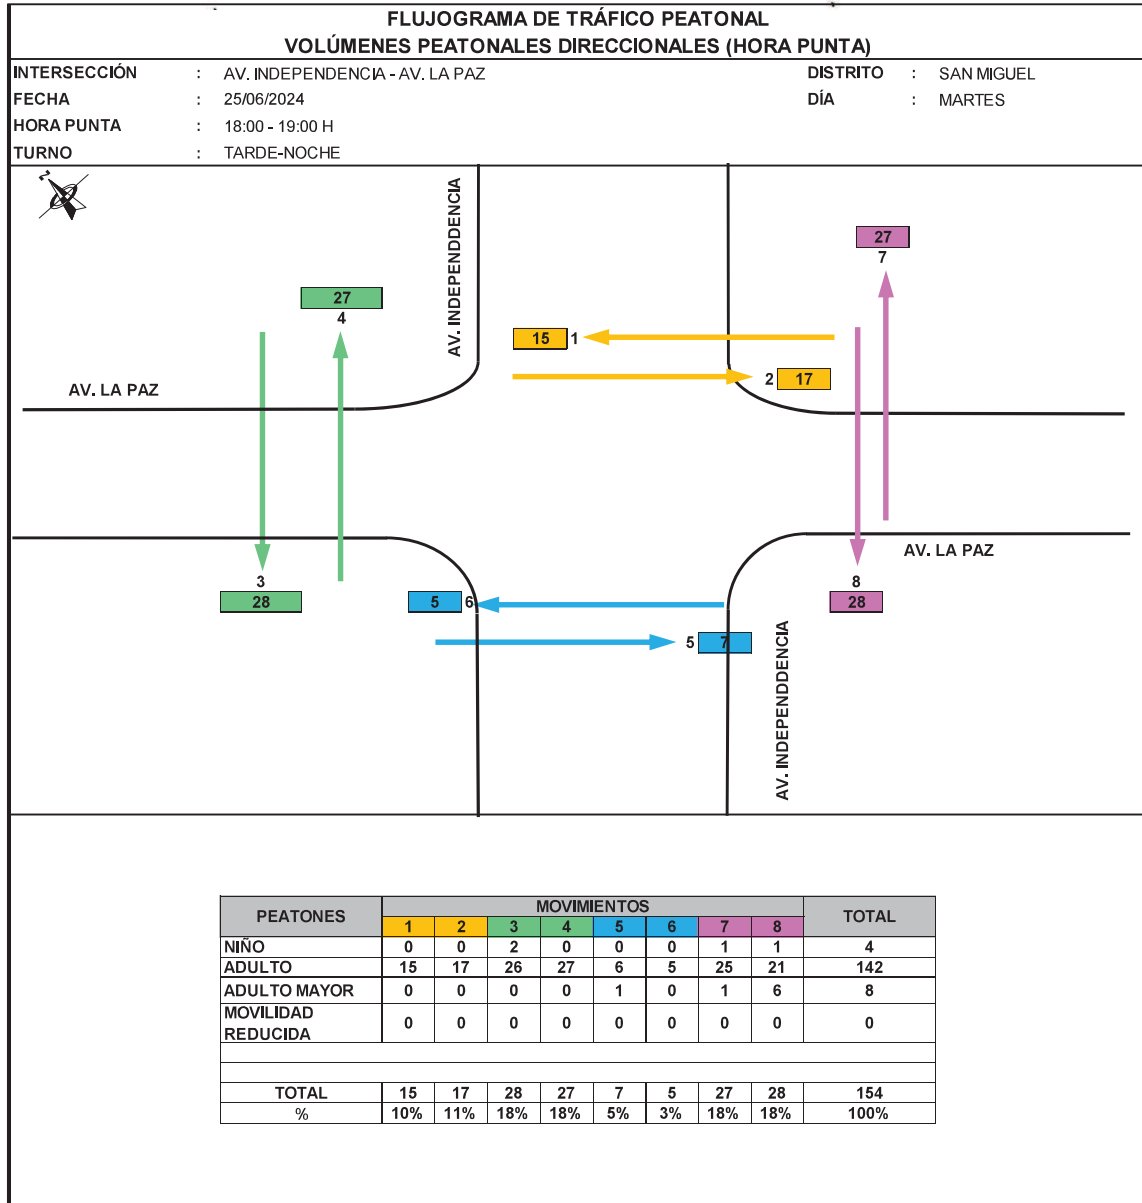 FLUJOGRAMA DE TRÁFICO PEATONAL
VOLÚMENES PEATONALES DIRECCIONALES (HORA PUNTA)
INTERSECCIÓN : AV. INDEPENDENCIA - AV. LA PAZ DISTRITO : SAN MIGUEL
FECHA : 25/06/2024 DÍA : MARTES
HORA PUNTA : 18:00 - 19:00 H
TURNO : TARDE-NOCHE
Z
AV. INDEPENDDENCIA
27
7
27
4
15 1
2 17
AV. LA PAZ
AV. LA PAZ
3
28
5 6
8
28
5 7
AV. INDEPENDDENCIA
PEATONES MOVIMIENTOS TOTAL
1 2 3 4 5 6 7 8
NIÑO 0 0 2 0 0 0 1 1 4
ADULTO 15 17 26 27 6 5 25 21 142
ADULTO MAYOR 0 0 0 0 1 0 1 6 8
MOVILIDAD
REDUCIDA 0 0 0 0 0 0 0 0 0
TOTAL 15 17 28 27 7 5 27 28 154
% 10% 11% 18% 18% 5% 3% 18% 18% 100%